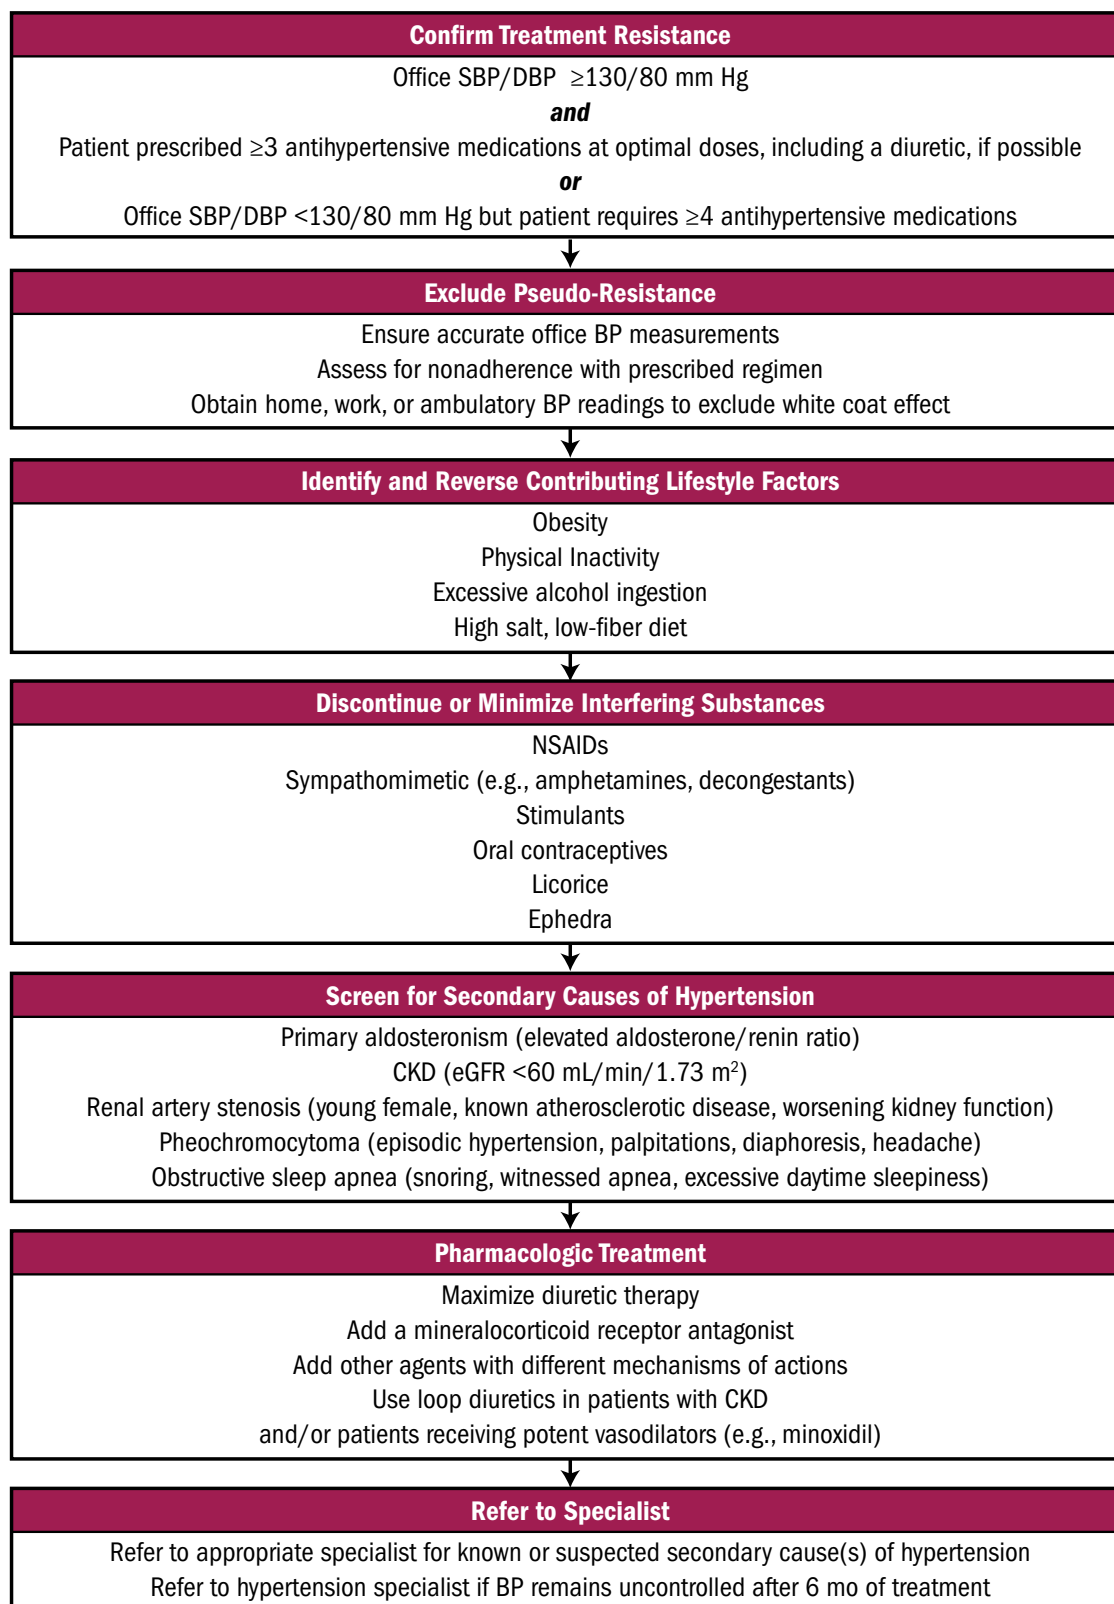 Confirm Treatment Resistance
Office SBP/DBP ≥130/80 mm Hg
and
Patient prescribed ≥3 antihypertensive medications at optimal doses, including a diuretic, if possible
or
Office SBP/DBP <130/80 mm Hg but patient requires ≥4 antihypertensive medications
Exclude Pseudo-Resistance
Ensure accurate office BP measurements
Assess for nonadherence with prescribed regimen
Obtain home, work, or ambulatory BP readings to exclude white coat effect
Identify and Reverse Contributing Lifestyle Factors
Obesity
Physical Inactivity
Excessive alcohol ingestion
High salt, low-fiber diet
Discontinue or Minimize Interfering Substances
NSAIDs
Sympathomimetic (e.g., amphetamines, decongestants)
Stimulants
Oral contraceptives
Licorice
Ephedra
Screen for Secondary Causes of Hypertension
Primary aldosteronism (elevated aldosterone/renin ratio)
CKD (eGFR <60 mL/min/1.73 m²)
Renal artery stenosis (young female, known atherosclerotic disease, worsening kidney function)
Pheochromocytoma (episodic hypertension, palpitations, diaphoresis, headache)
Obstructive sleep apnea (snoring, witnessed apnea, excessive daytime sleepiness)
Pharmacologic Treatment
Maximize diuretic therapy
Add a mineralocorticoid receptor antagonist
Add other agents with different mechanisms of actions
Use loop diuretics in patients with CKD
and/or patients receiving potent vasodilators (e.g., minoxidil)
Refer to Specialist
Refer to appropriate specialist for known or suspected secondary cause(s) of hypertension
Refer to hypertension specialist if BP remains uncontrolled after 6 mo of treatment